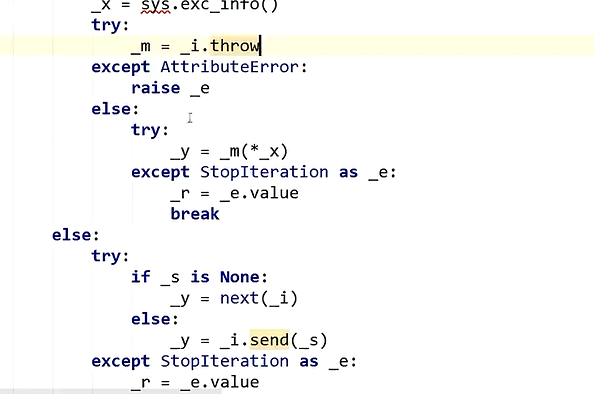 _x = sys.exc_info()
try:
_m = _i.throw
except AttributeError:
raise _e
else:
try:
_y = _m(*_x)
except StopIteration as _e:
_r = _e.value
break
else:
try:
if _s is None:
_y = next(_i)
else:
_y = _i.send(_s)
except StopIteration as _e:
_r = _e.value